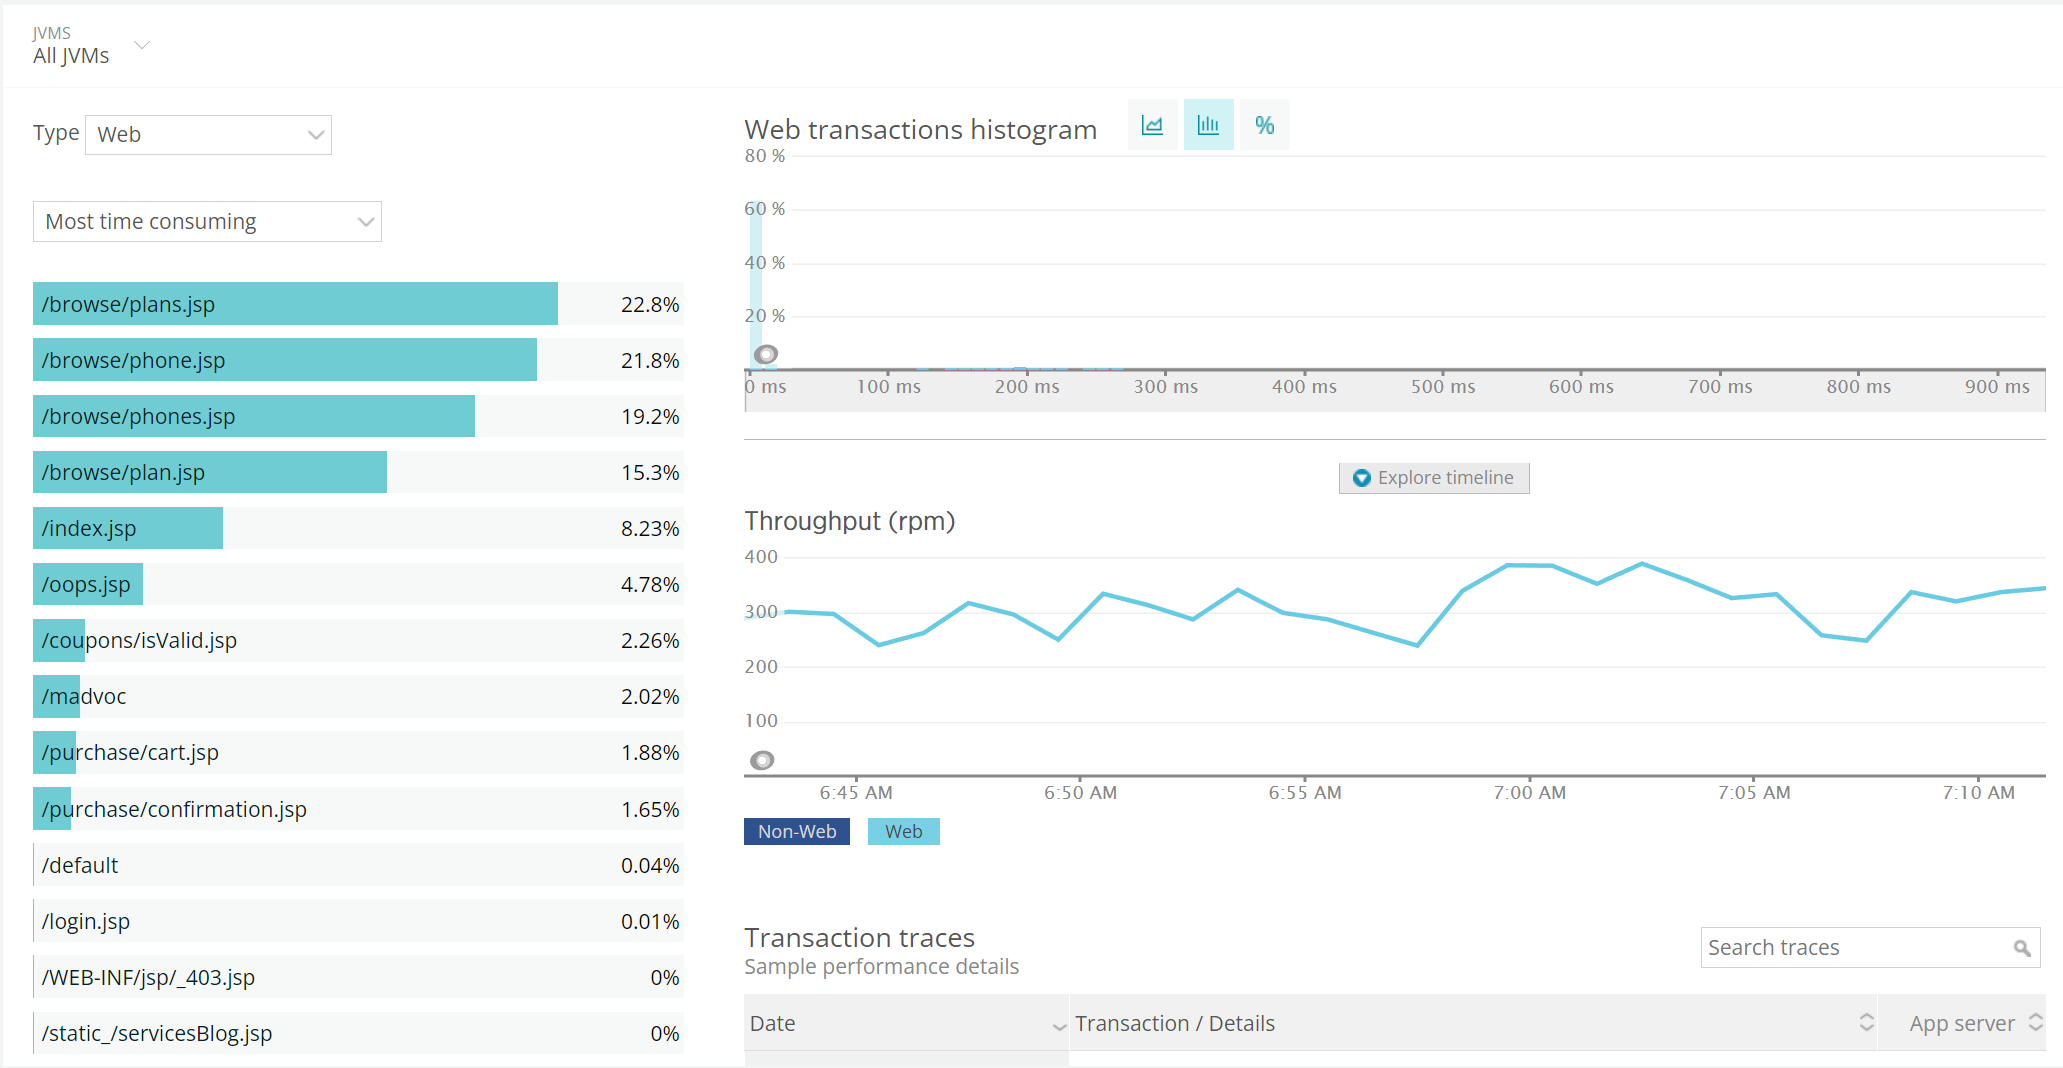 JVMS
All JVMs
Type
Web
Most time consuming
/browse/plans.jsp 22.8%
/browse/phone.jsp 21.8%
/browse/phones.jsp 19.2%
/browse/plan.jsp 15.3%
/index.jsp 8.23%
/oops.jsp 4.78%
/coupons/isValid.jsp 2.26%
/madvoc 2.02%
/purchase/cart.jsp 1.88%
/purchase/confirmation.jsp 1.65%
/default 0.04%
/login.jsp 0.01%
/WEB-INF/jsp/_403.jsp 0%
/static_/servicesBlog.jsp 0%
Web transactions histogram
%
80 %
60 %
40 %
20 %
0 ms 100 ms 200 ms 300 ms 400 ms 500 ms 600 ms 700 ms 800 ms 900 ms
Explore timeline
Throughput (rpm)
400
300
200
100
6:45 AM 6:50 AM 6:55 AM 7:00 AM 7:05 AM 7:10 AM
Non-Web Web
Transaction traces
Sample performance details
Search traces
Date Transaction / Details App server